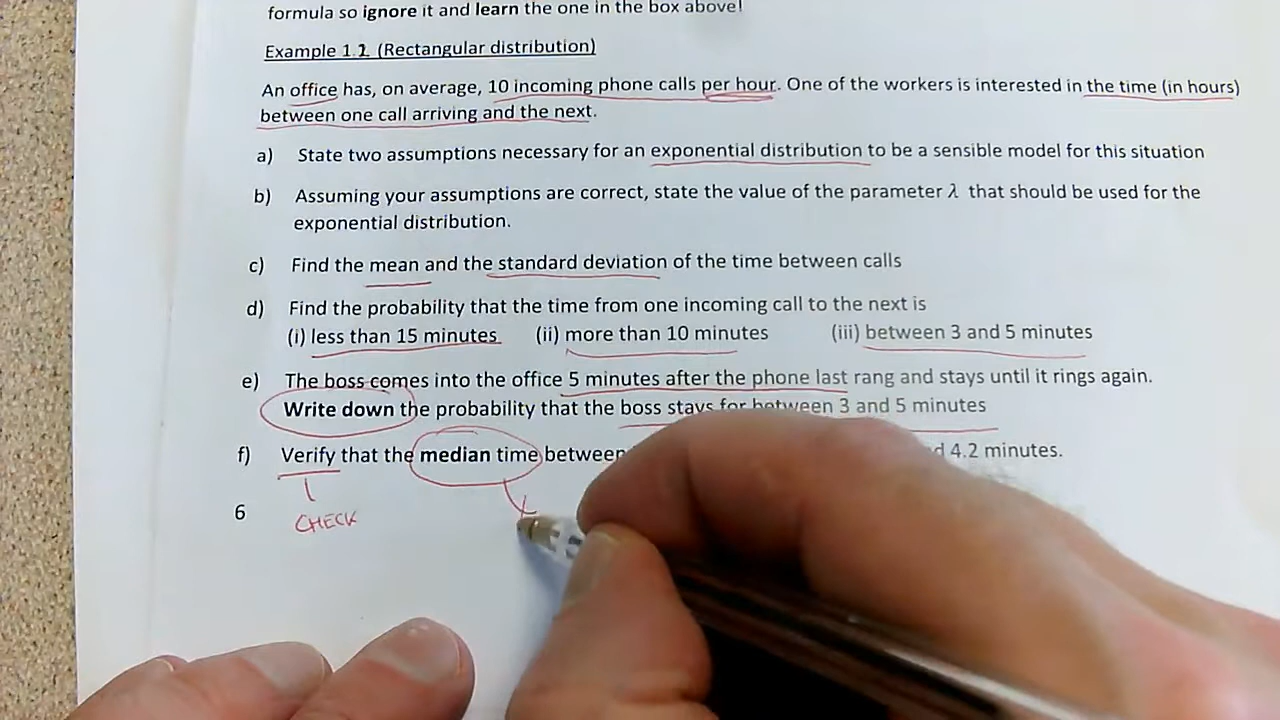 formula so ignore it and learn the one in the box above!
Example 1.2 (Rectangular distribution)
An office has, on average, 10 incoming phone calls per hour. One of the workers is interested in the time (in hours)
between one call arriving and the next.
a) State two assumptions necessary for an exponential distribution to be a sensible model for this situation
b) Assuming your assumptions are correct, state the value of the parameter λ that should be used for the
exponential distribution.
c) Find the mean and the standard deviation of the time between calls
d) Find the probability that the time from one incoming call to the next is
(i) less than 15 minutes (ii) more than 10 minutes (iii) between 3 and 5 minutes
e) The boss comes into the office 5 minutes after the phone last rang and stays until it rings again.
Write down the probability that the boss stays for between 3 and 5 minutes
f) Verify that the median time between 4.2 minutes.
6
CHECK